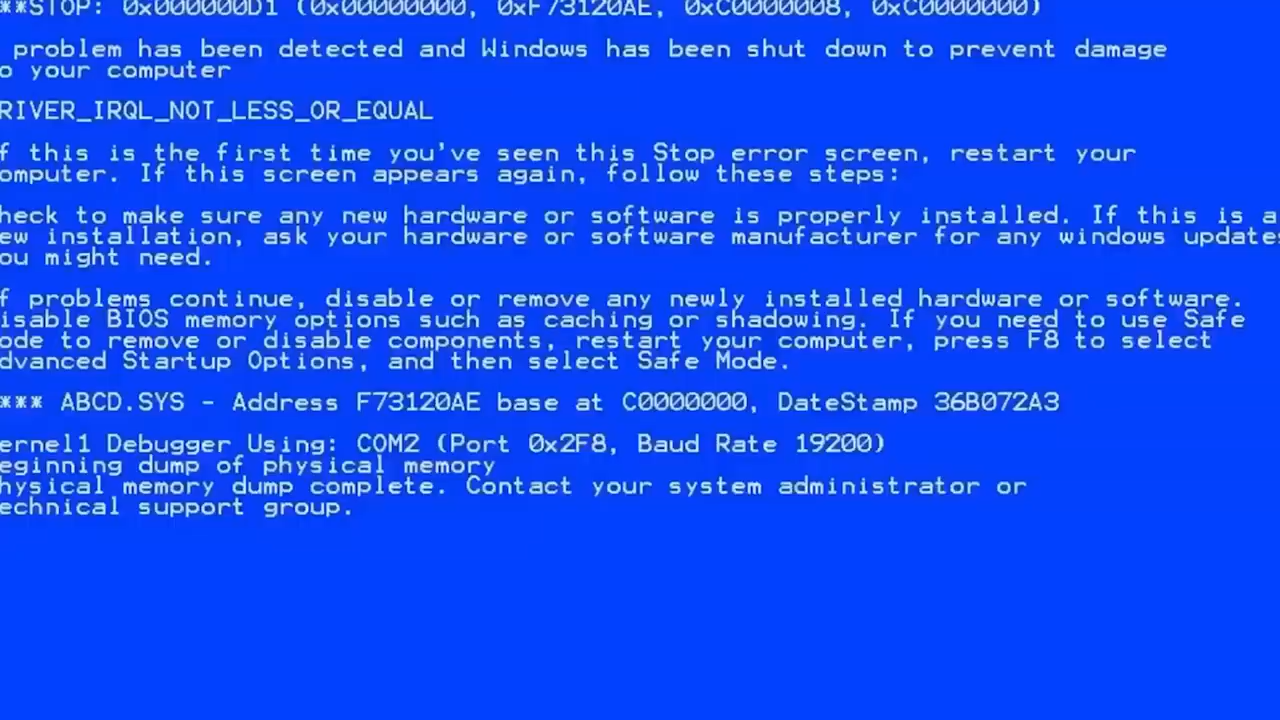 **STOP: 0x000000D1 (0x00000000, 0xF73120AE, 0xC0000008, 0xC0000000)
problem has been detected and Windows has been shut down to prevent damage
o your computer
RIVER_IRQL_NOT_LESS_OR_EQUAL
f this is the first time you've seen this Stop error screen, restart your
omputer. If this screen appears again, follow these steps:
heck to make sure any new hardware or software is properly installed. If this is a
ew installation, ask your hardware or software manufacturer for any windows updates
ou might need.
f problems continue, disable or remove any newly installed hardware or software.
isable BIOS memory options such as caching or shadowing. If you need to use Safe
ode to remove or disable components, restart your computer, press F8 to select
dvanced Startup Options, and then select Safe Mode.
*** ABCD.SYS - Address F73120AE base at C0000000, DateStamp 36B072A3
ernel1 Debugger Using: COM2 (Port 0x2F8, Baud Rate 19200)
eginning dump of physical memory
hysical memory dump complete. Contact your system administrator or
echnical support group.